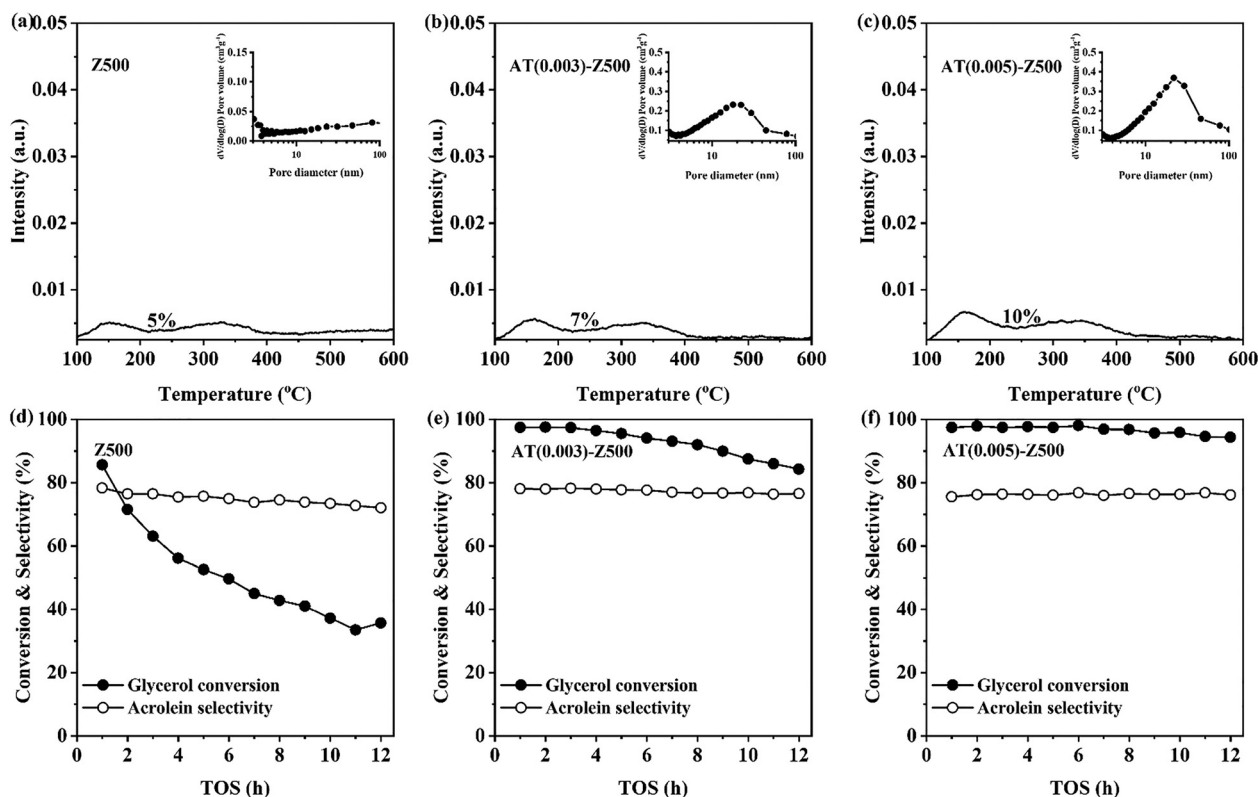 (a)
Z500
0.05
0.04
0.03
0.02
0.01
Intensity (a.u.)
5%
100 200 300 400 500 600
Temperature (°C)
dV/dlog(D) Pore volume (cm³g⁻¹)
0.15
0.10
0.05
0.00
10 100
Pore diameter (nm)
(b)
AT(0.003)-Z500
0.05
0.04
0.03
0.02
0.01
Intensity (a.u.)
7%
100 200 300 400 500 600
Temperature (°C)
dV/dlog(D) Pore volume (cm³g⁻¹)
0.5
0.4
0.3
0.2
0.1
10 100
Pore diameter (nm)
(c)
AT(0.005)-Z500
0.05
0.04
0.03
0.02
0.01
Intensity (a.u.)
10%
100 200 300 400 500 600
Temperature (°C)
dV/dlog(D) Pore volume (cm³g⁻¹)
0.5
0.4
0.3
0.2
0.1
10 100
Pore diameter (nm)
(d)
Z500
100
80
60
40
20
0
Conversion & Selectivity (%)
Glycerol conversion
Acrolein selectivity
0 2 4 6 8 10 12
TOS (h)
(e)
AT(0.003)-Z500
100
80
60
40
20
0
Conversion & Selectivity (%)
Glycerol conversion
Acrolein selectivity
0 2 4 6 8 10 12
TOS (h)
(f)
AT(0.005)-Z500
100
80
60
40
20
0
Conversion & Selectivity (%)
Glycerol conversion
Acrolein selectivity
0 2 4 6 8 10 12
TOS (h)